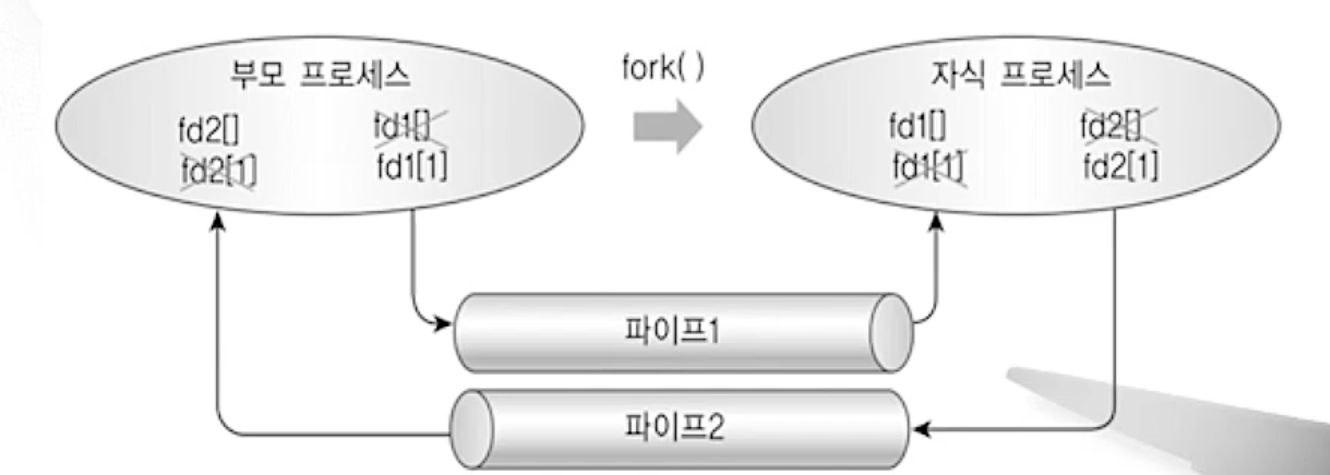 부모 프로세스
fd2[]
fd1[]
fd2[1]
fd1[1]
fork( )
자식 프로세스
fd1[]
fd2[]
fd1[1]
fd2[1]
파이프1
파이프2